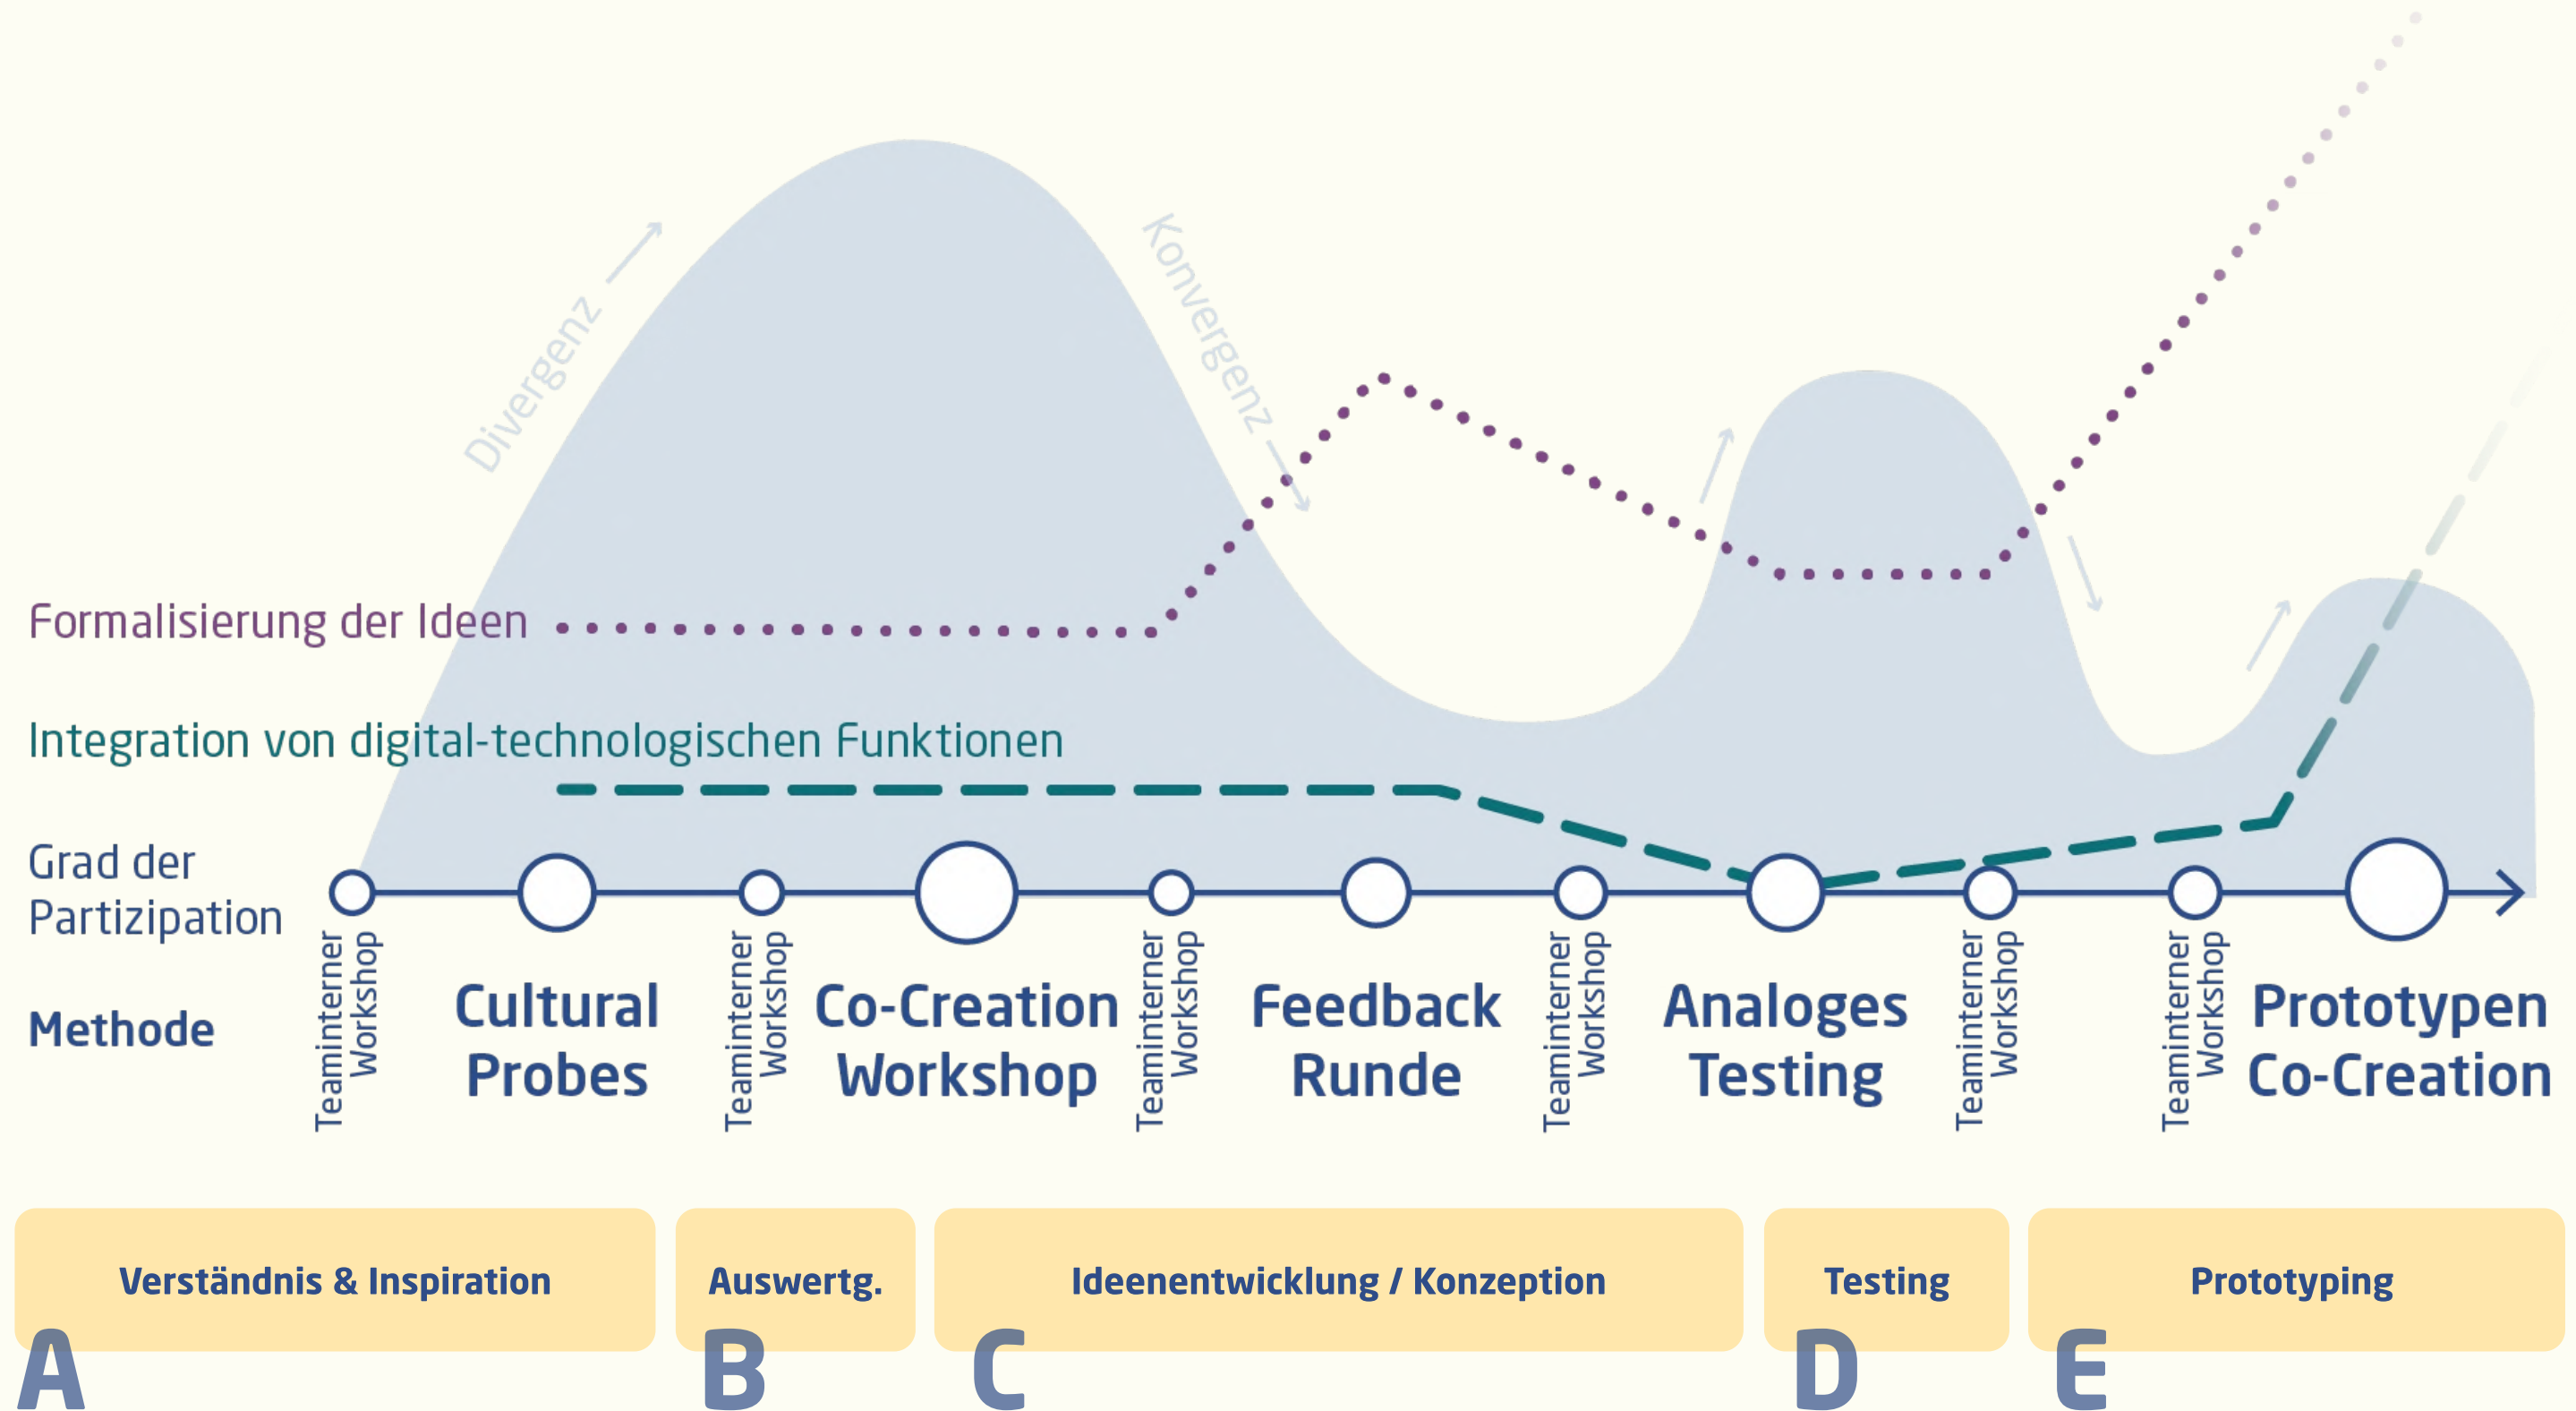 Divergenz
Konvergenz
Formalisierung der Ideen
Integration von digital-technologischen Funktionen
Grad der
Partizipation
Methode
Teaminterner
Workshop
Cultural
Probes
Teaminterner
Workshop
Co-Creation
Workshop
Teaminterner
Workshop
Feedback
Runde
Teaminterner
Workshop
Analoges
Testing
Teaminterner
Workshop
Teaminterner
Workshop
Prototypen
Co-Creation
Verständnis & Inspiration
Auswertg.
Ideenentwicklung / Konzeption
Testing
Prototyping
A
B
C
D
E